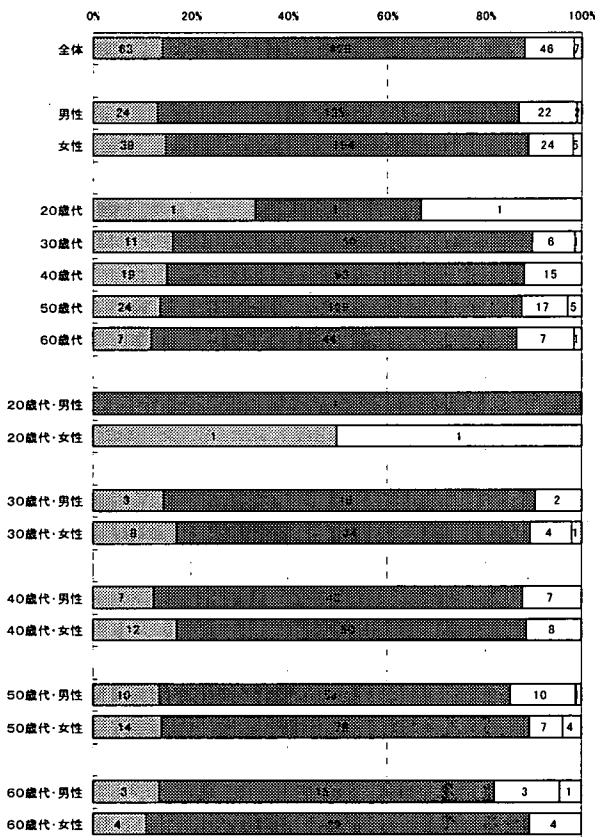 0% 20% 40% 60% 80% 100%
全体 63 46 7
男性 24 22 2
女性 39 24 5
20歳代 1 1 1
30歳代 11 6 1
40歳代 19 15
50歳代 24 17 5
60歳代 7 44 7 1
20歳代・男性 1
20歳代・女性 1 1
30歳代・男性 3 2
30歳代・女性 8 4 1
40歳代・男性 7 7
40歳代・女性 12 8
50歳代・男性 10 10
50歳代・女性 14 7 4
60歳代・男性 3 3 1
60歳代・女性 4 4